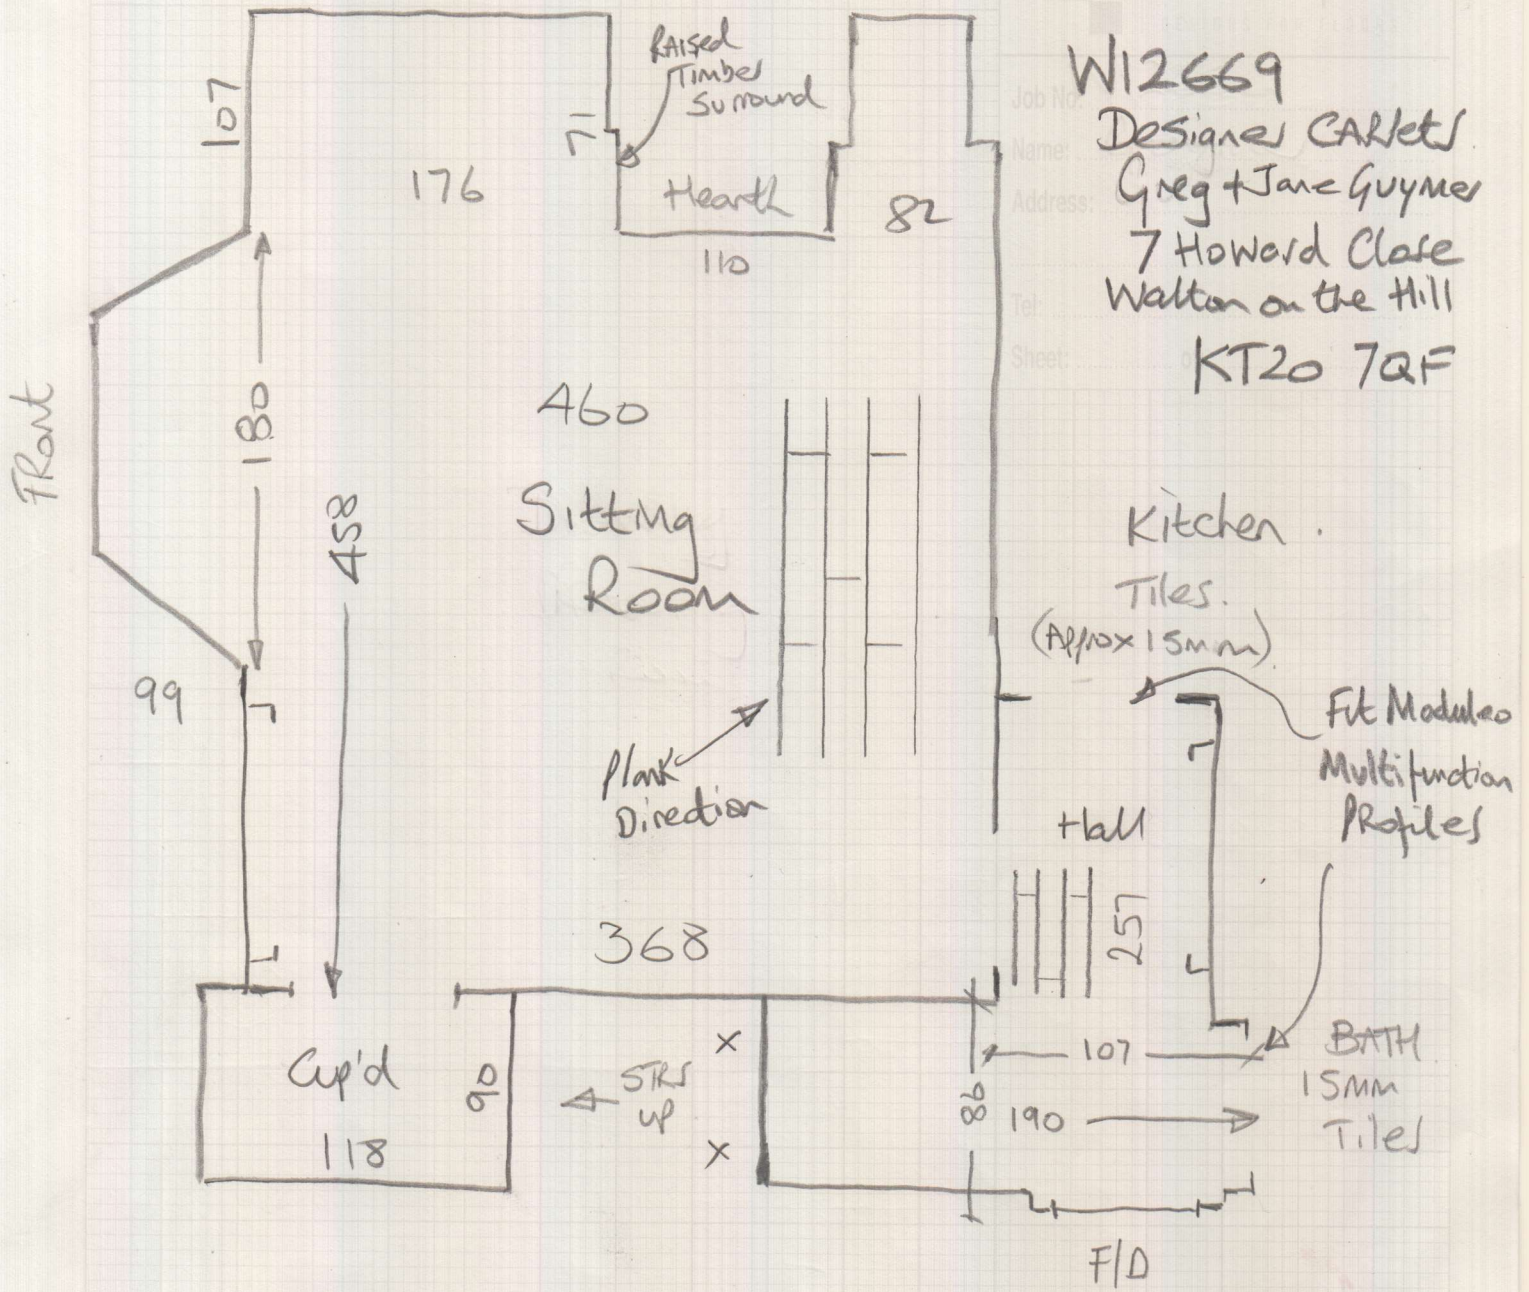 W12669
Designer CARPets
Greg + Jane Guymer
7 Howard Close
Walton on the Hill
KT20 7QF
Job No:
Name:
Address:
Tel:
Sheet:
RAISED
Timber
Surround
107
71
176
Hearth
82
110
FRont
180
460
458
Sitting
Room
Kitchen
Tiles.
(Approx 15mm)
99
Plank
Direction
Fit Moduleo
Multifunction
PRofiles
Hall
257
368
107
Cup'd
90
118
STRS
up
X
X
86
190
BATH
15mm
Tiles
F/D